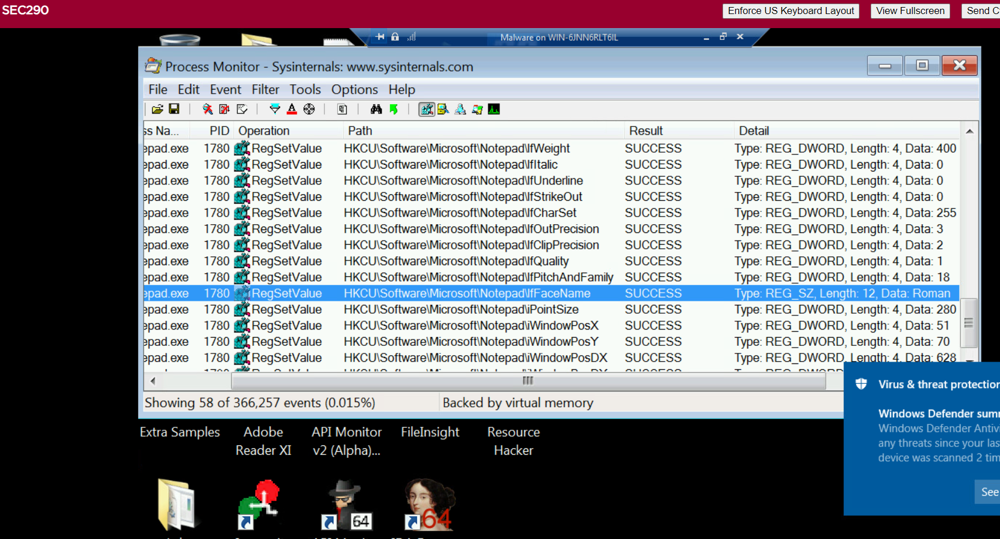 SEC290
Enforce US Keyboard Layout
View Fullscreen
Send C
Malware on WIN-6JNN6RLT6IL
Process Monitor - Sysinternals: www.sysinternals.com
File Edit Event Filter Tools Options Help
ss Na... PID Operation Path Result Detail
epad.exe 1780 RegSetValue HKCU\Software\Microsoft\Notepad\lfWeight SUCCESS Type: REG_DWORD, Length: 4, Data: 400
epad.exe 1780 RegSetValue HKCU\Software\Microsoft\Notepad\lfItalic SUCCESS Type: REG_DWORD, Length: 4, Data: 0
epad.exe 1780 RegSetValue HKCU\Software\Microsoft\Notepad\lfUnderline SUCCESS Type: REG_DWORD, Length: 4, Data: 0
epad.exe 1780 RegSetValue HKCU\Software\Microsoft\Notepad\lfStrikeOut SUCCESS Type: REG_DWORD, Length: 4, Data: 0
epad.exe 1780 RegSetValue HKCU\Software\Microsoft\Notepad\lfCharSet SUCCESS Type: REG_DWORD, Length: 4, Data: 255
epad.exe 1780 RegSetValue HKCU\Software\Microsoft\Notepad\lfOutPrecision SUCCESS Type: REG_DWORD, Length: 4, Data: 3
epad.exe 1780 RegSetValue HKCU\Software\Microsoft\Notepad\lfClipPrecision SUCCESS Type: REG_DWORD, Length: 4, Data: 2
epad.exe 1780 RegSetValue HKCU\Software\Microsoft\Notepad\lfQuality SUCCESS Type: REG_DWORD, Length: 4, Data: 1
epad.exe 1780 RegSetValue HKCU\Software\Microsoft\Notepad\lfPitchAndFamily SUCCESS Type: REG_DWORD, Length: 4, Data: 18
epad.exe 1780 RegSetValue HKCU\Software\Microsoft\Notepad\lfFaceName SUCCESS Type: REG_SZ, Length: 12, Data: Roman
epad.exe 1780 RegSetValue HKCU\Software\Microsoft\Notepad\iPointSize SUCCESS Type: REG_DWORD, Length: 4, Data: 280
epad.exe 1780 RegSetValue HKCU\Software\Microsoft\Notepad\iWindowPosX SUCCESS Type: REG_DWORD, Length: 4, Data: 51
epad.exe 1780 RegSetValue HKCU\Software\Microsoft\Notepad\iWindowPosY SUCCESS Type: REG_DWORD, Length: 4, Data: 70
epad.exe 1780 RegSetValue HKCU\Software\Microsoft\Notepad\iWindowPosDX SUCCESS Type: REG_DWORD, Length: 4, Data: 628
Showing 58 of 366,257 events (0.015%)
Backed by virtual memory
Virus & threat protection
Windows Defender summ
Windows Defender Antivi
any threats since your las
device was scanned 2 tim
See
Extra Samples
Adobe
Reader XI
API Monitor
v2 (Alpha)...
FileInsight
Resource
Hacker
64
64